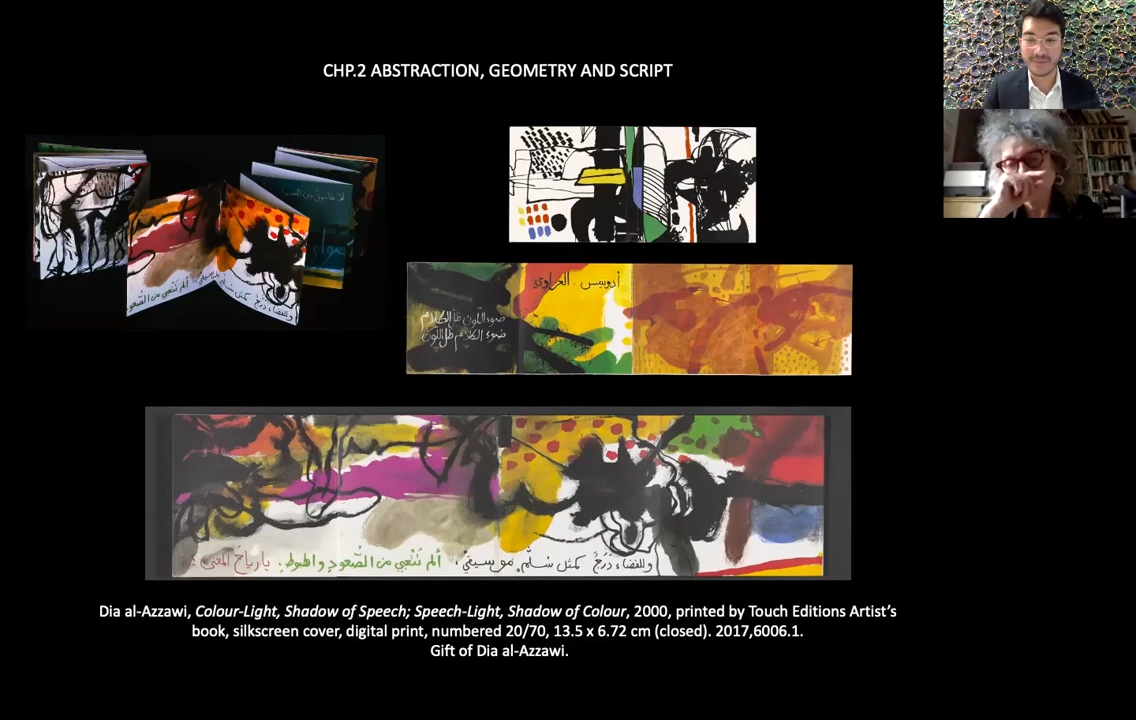 CHP.2 ABSTRACTION, GEOMETRY AND SCRIPT
أدونيس . العزاوي
ضوء اللون ظل الكلام
ضوء الكلام ظل اللون
وللفضاء دَرَجٌ كمثل سُلَّم موسيقيّ،
ألم تَتْعبي من الصُّعود والهبوط،
يا رياحَ المعنى؟
Dia al-Azzawi, Colour-Light, Shadow of Speech; Speech-Light, Shadow of Colour, 2000, printed by Touch Editions Artist's
book, silkscreen cover, digital print, numbered 20/70, 13.5 x 6.72 cm (closed). 2017,6006.1.
Gift of Dia al-Azzawi.